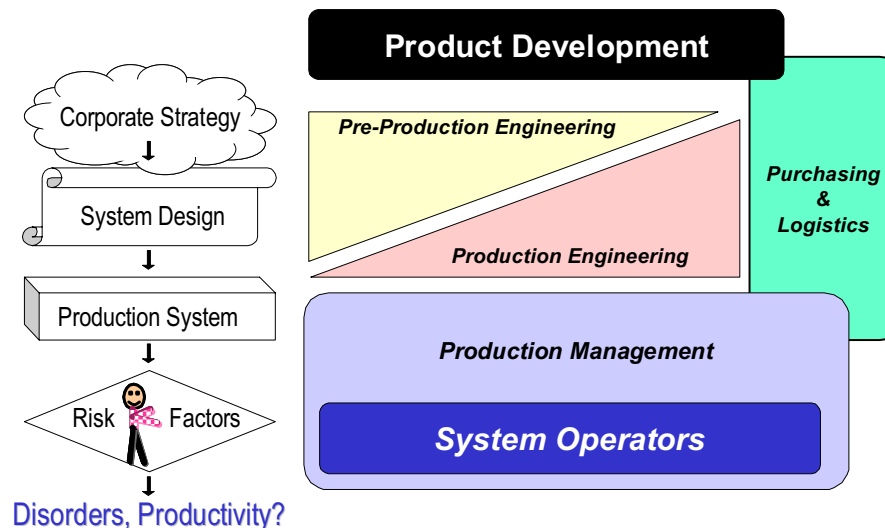 Corporate Strategy
System Design
Production System
Risk Factors
Disorders, Productivity?
Product Development
Pre-Production Engineering
Production Engineering
Purchasing
&
Logistics
Production Management
System Operators